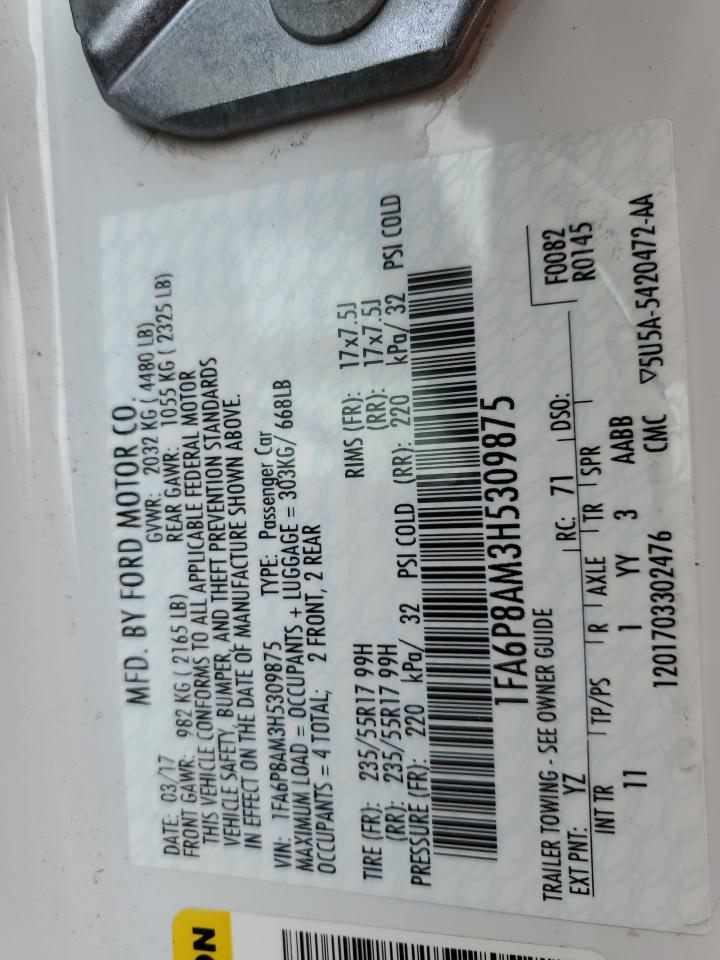 MFD. BY FORD MOTOR CO.
DATE: 03/17 GVWR: 2032 KG ( 4480 LB)
FRONT GAWR: 982 KG ( 2165 LB) REAR GAWR: 1055 KG ( 2325 LB)
THIS VEHICLE CONFORMS TO ALL APPLICABLE FEDERAL MOTOR
VEHICLE SAFETY, BUMPER, AND THEFT PREVENTION STANDARDS
IN EFFECT ON THE DATE OF MANUFACTURE SHOWN ABOVE.
VIN: 1FA6P8AM3H5309875 TYPE: Passenger Car
MAXIMUM LOAD = OCCUPANTS + LUGGAGE = 303KG/ 668LB
OCCUPANTS = 4 TOTAL; 2 FRONT, 2 REAR
TIRE (FR): 235/55R17 99H RIMS (FR): 17x7.5J
(RR): 235/55R17 99H (RR): 17x7.5J
PRESSURE (FR): 220 kPa/ 32 PSI COLD (RR): 220 kPa/ 32 PSI COLD
1FA6P8AM3H5309875
TRAILER TOWING - SEE OWNER GUIDE F0082
EXT PNT: YZ RC: 71 DSO: R0145
INT TR TP/PS R AXLE TR SPR
11 1 YY 3 AABB
1201703302476 CMC ▽5U5A-5420472-AA
ON